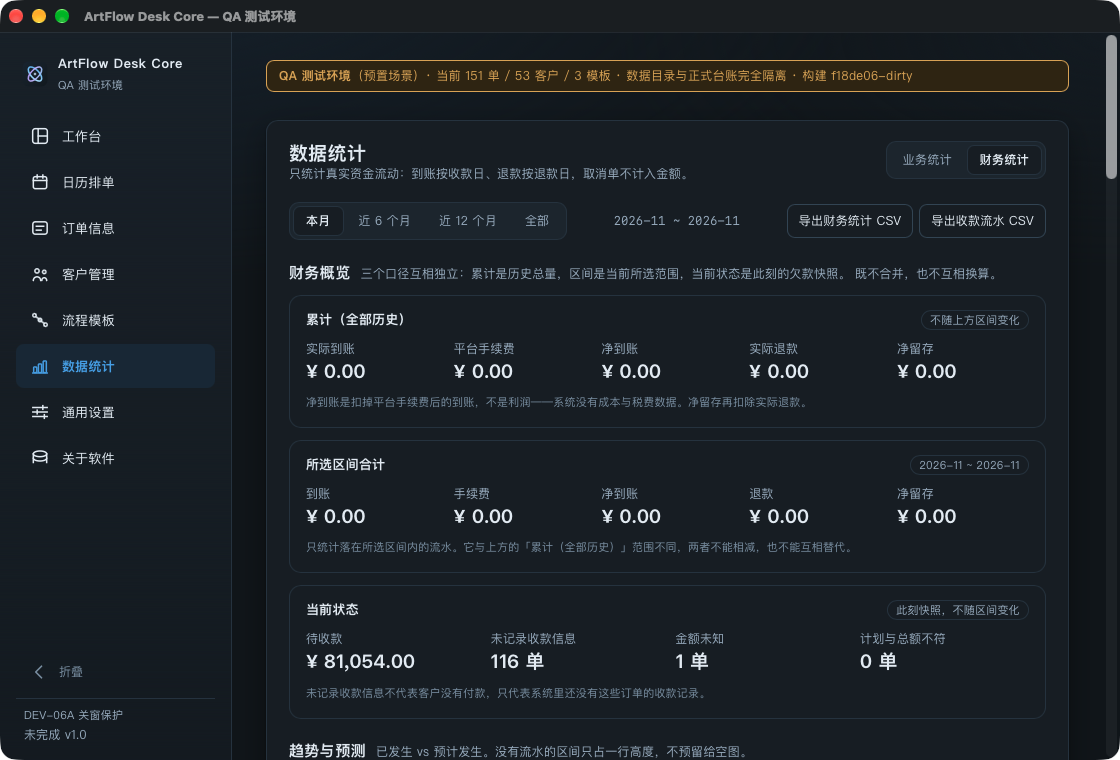 ArtFlow Desk Core — QA 测试环境
ArtFlow Desk Core
QA 测试环境
工作台
日历排单
订单信息
客户管理
流程模板
数据统计
通用设置
关于软件
折叠
DEV-06A 关窗保护
未完成 v1.0
QA 测试环境（预置场景）· 当前 151 单 / 53 客户 / 3 模板 · 数据目录与正式台账完全隔离 · 构建 f18de06-dirty
数据统计
只统计真实资金流动：到账按收款日、退款按退款日，取消单不计入金额。
业务统计 财务统计
本月 近 6 个月 近 12 个月 全部 2026-11 ~ 2026-11 导出财务统计 CSV 导出收款流水 CSV
财务概览 三个口径互相独立：累计是历史总量，区间是当前所选范围，当前状态是此刻的欠款快照。 既不合并，也不互相换算。
累计（全部历史） 不随上方区间变化
实际到账 平台手续费 净到账 实际退款 净留存
¥ 0.00 ¥ 0.00 ¥ 0.00 ¥ 0.00 ¥ 0.00
净到账是扣掉平台手续费后的到账，不是利润——系统没有成本与税费数据。净留存再扣除实际退款。
所选区间合计 2026-11 ~ 2026-11
到账 手续费 净到账 退款 净留存
¥ 0.00 ¥ 0.00 ¥ 0.00 ¥ 0.00 ¥ 0.00
只统计落在所选区间内的流水。它与上方的「累计（全部历史）」范围不同，两者不能相减，也不能互相替代。
当前状态 此刻快照，不随区间变化
待收款 未记录收款信息 金额未知 计划与总额不符
¥ 81,054.00 116 单 1 单 0 单
未记录收款信息不代表客户没有付款，只代表系统里还没有这些订单的收款记录。
趋势与预测 已发生 vs 预计发生。没有流水的区间只占一行高度，不预留给空图。